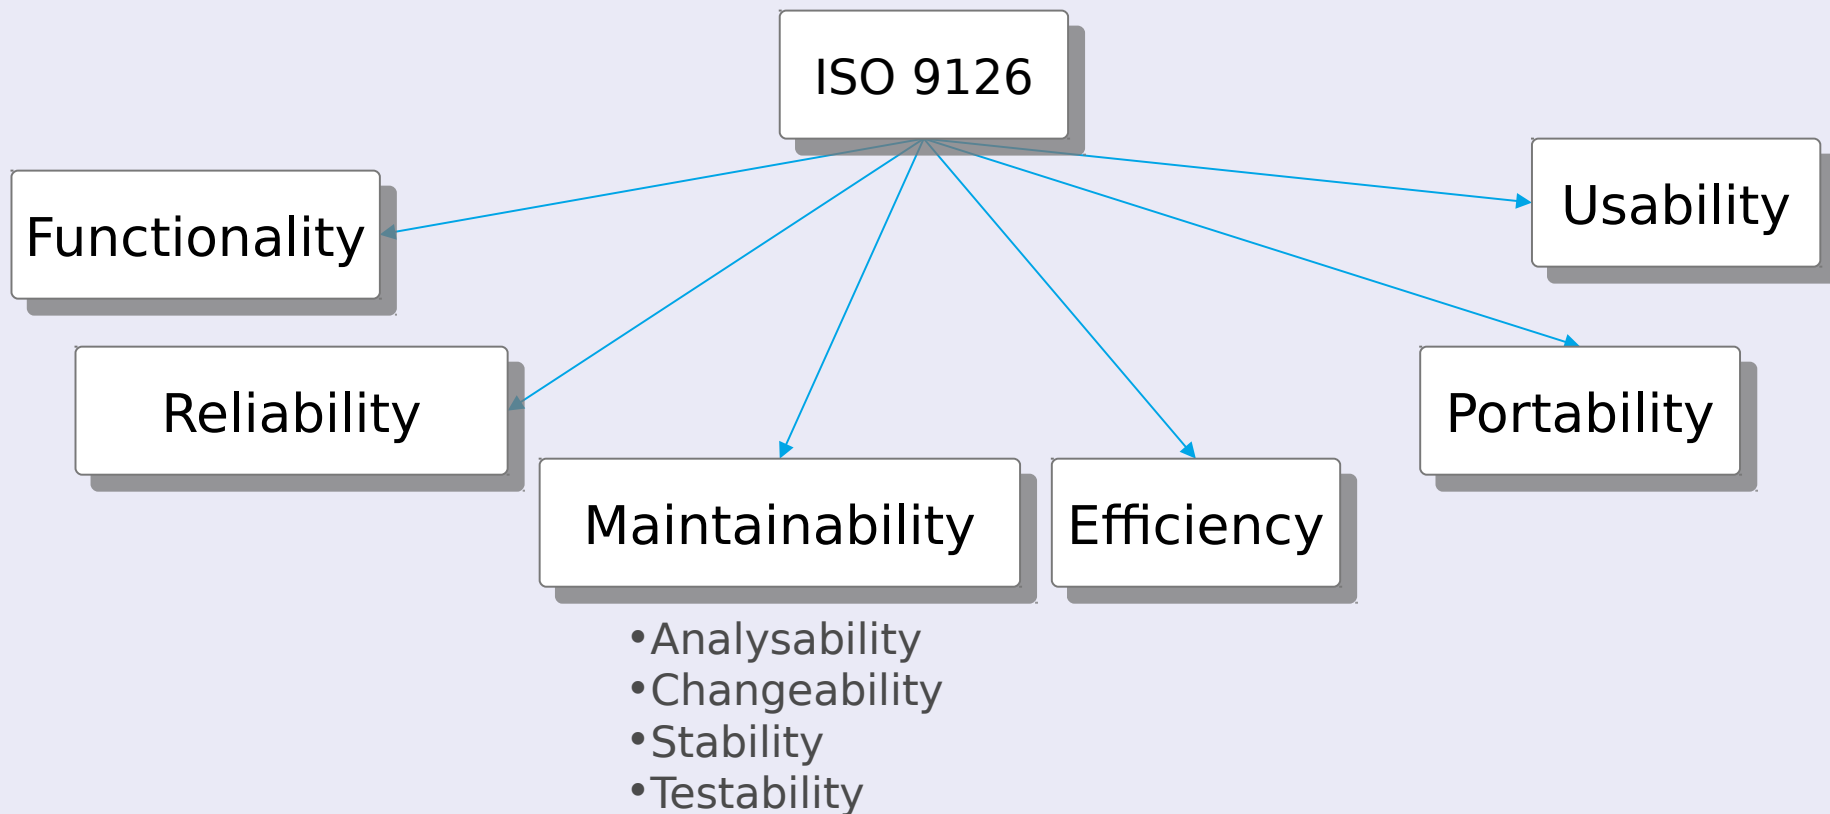 ISO 9126
Usability
Functionality
Reliability
Portability
Maintainability
Efficiency
•Analysability
•Changeability
•Stability
•Testability